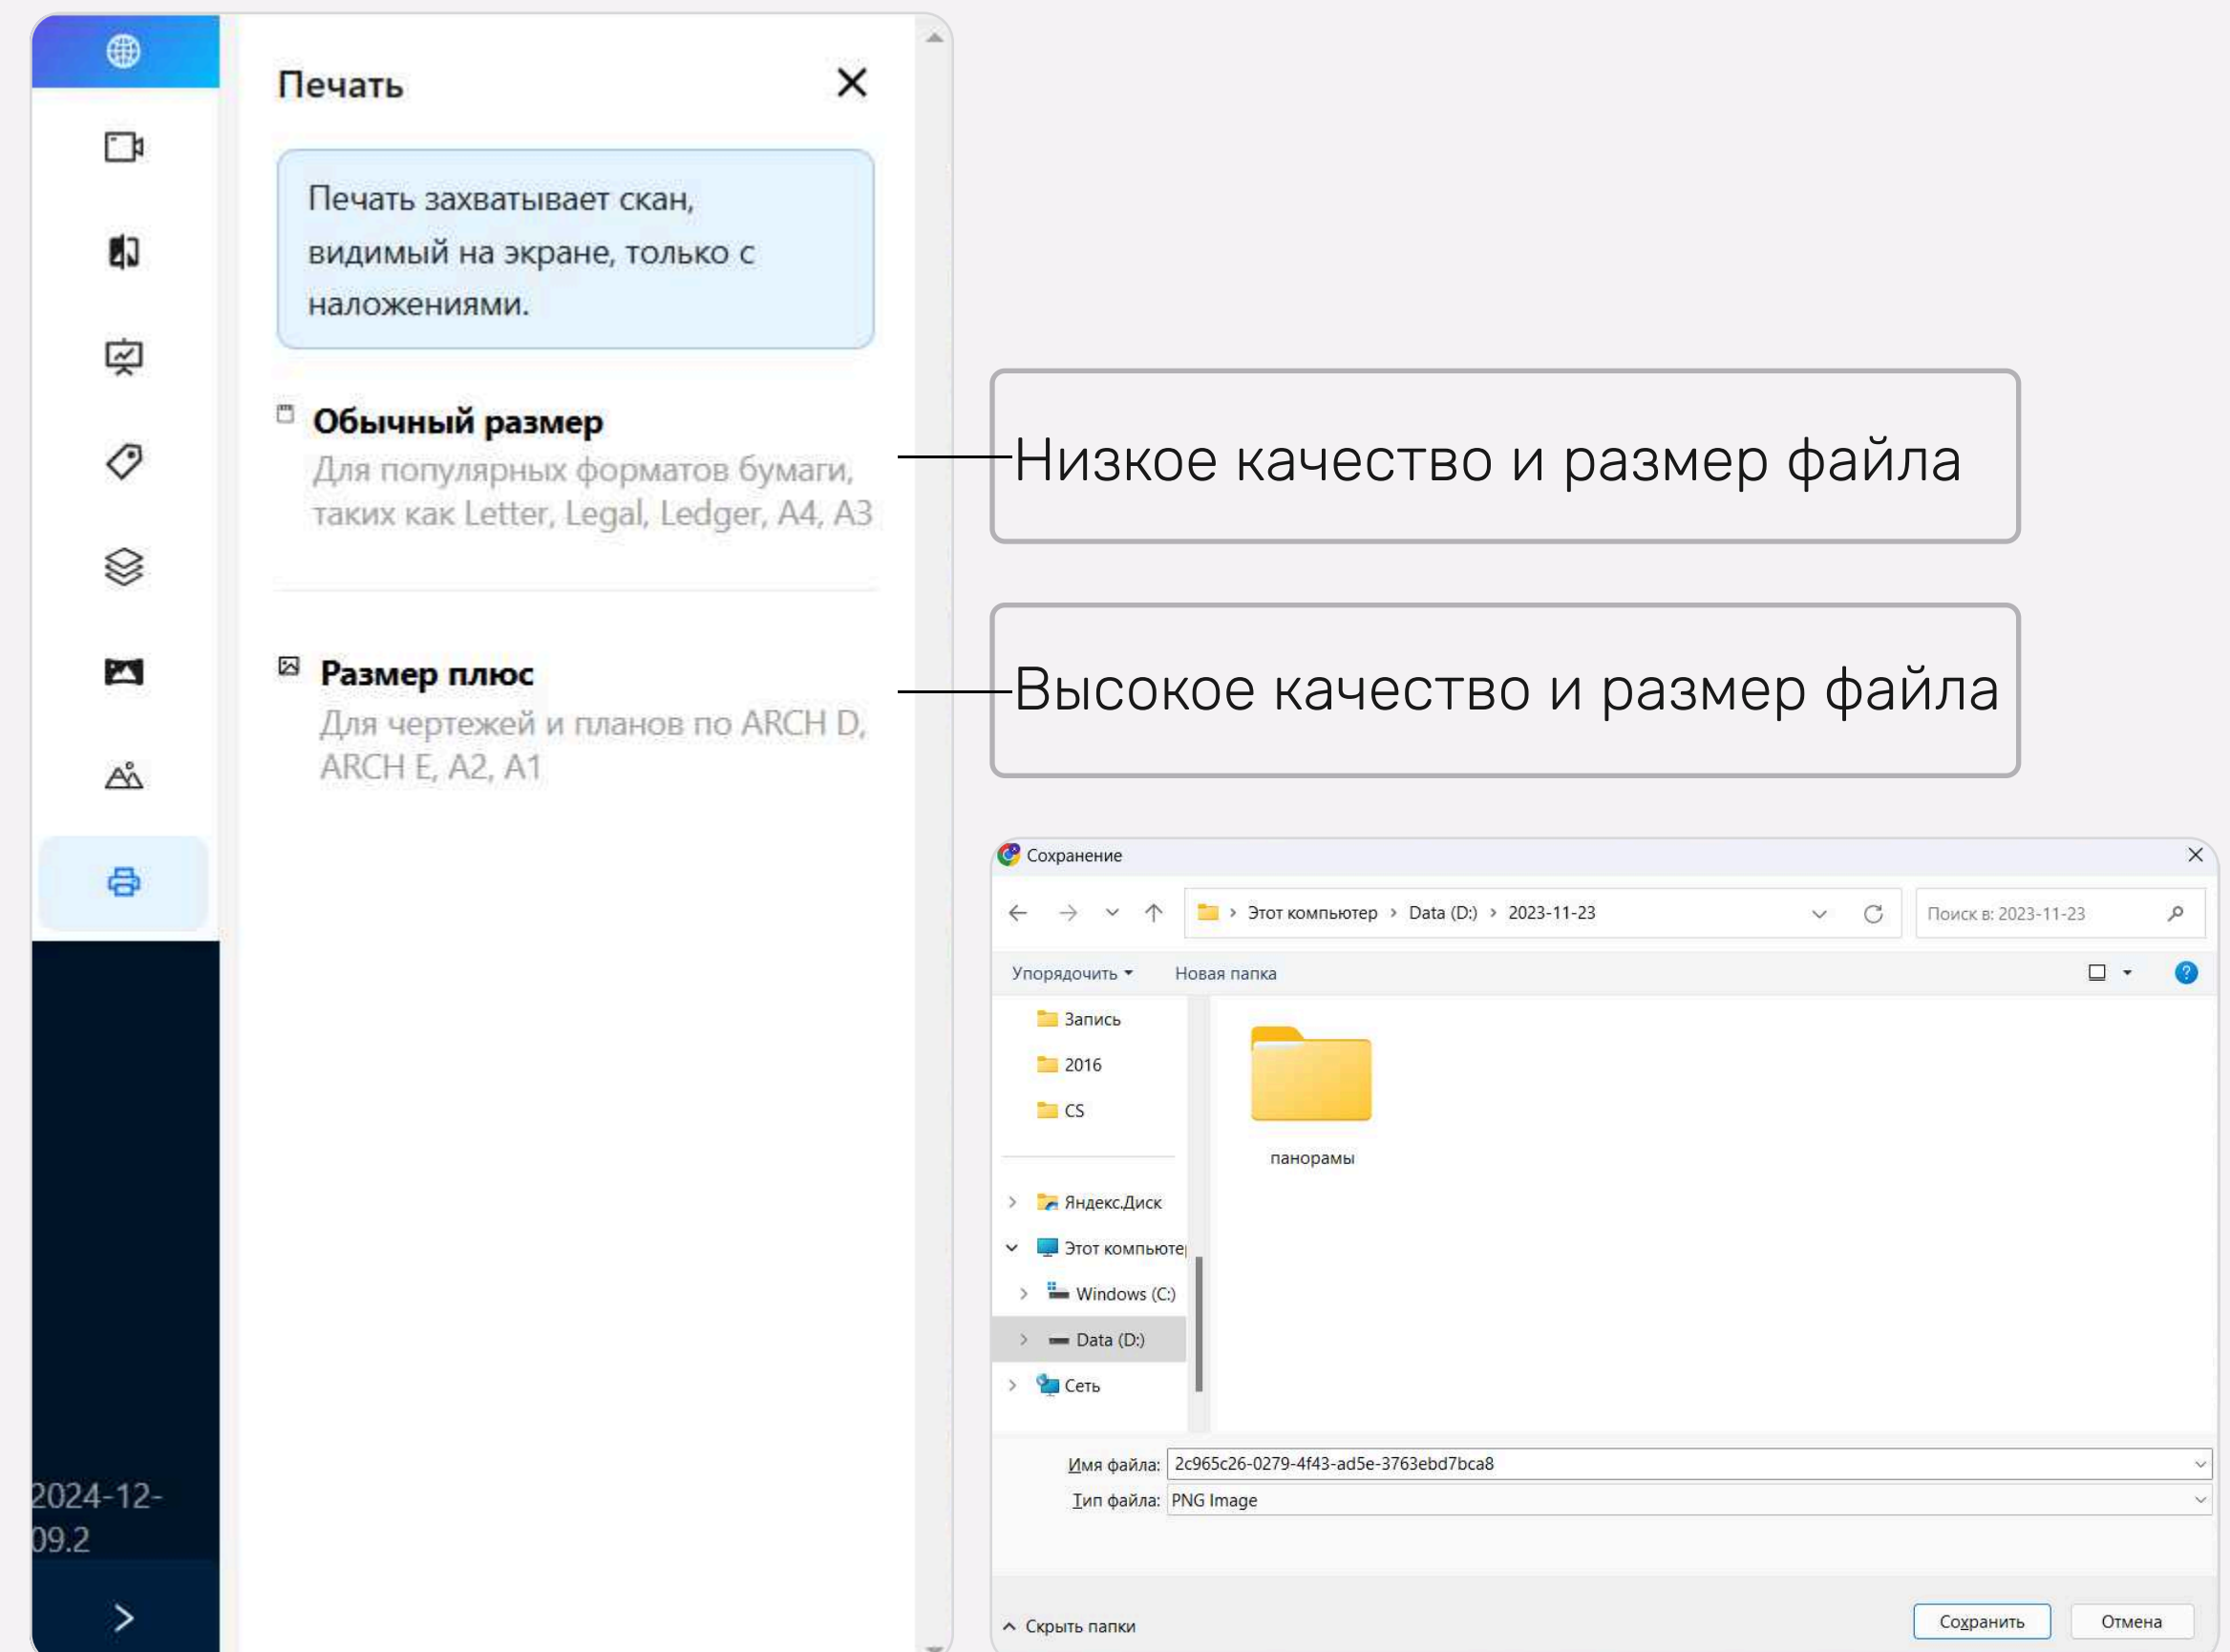 Печать
Печать захватывает скан,
видимый на экране, только с
наложениями.
Обычный размер
Для популярных форматов бумаги,
таких как Letter, Legal, Ledger, A4, A3
Размер плюс
Для чертежей и планов по ARCH D,
ARCH E, A2, A1
2024-12-
09.2
Низкое качество и размер файла
Высокое качество и размер файла
Сохранение
Этот компьютер
Data (D:)
2023-11-23
Поиск в: 2023-11-23
Упорядочить
Новая папка
Запись
2016
CS
Яндекс.Диск
Этот компьютер
Windows (C:)
Data (D:)
Сеть
панорамы
Имя файла: 2c965c26-0279-4f43-ad5e-3763ebd7bca8
Тип файла: PNG Image
Скрыть папки
Сохранить
Отмена